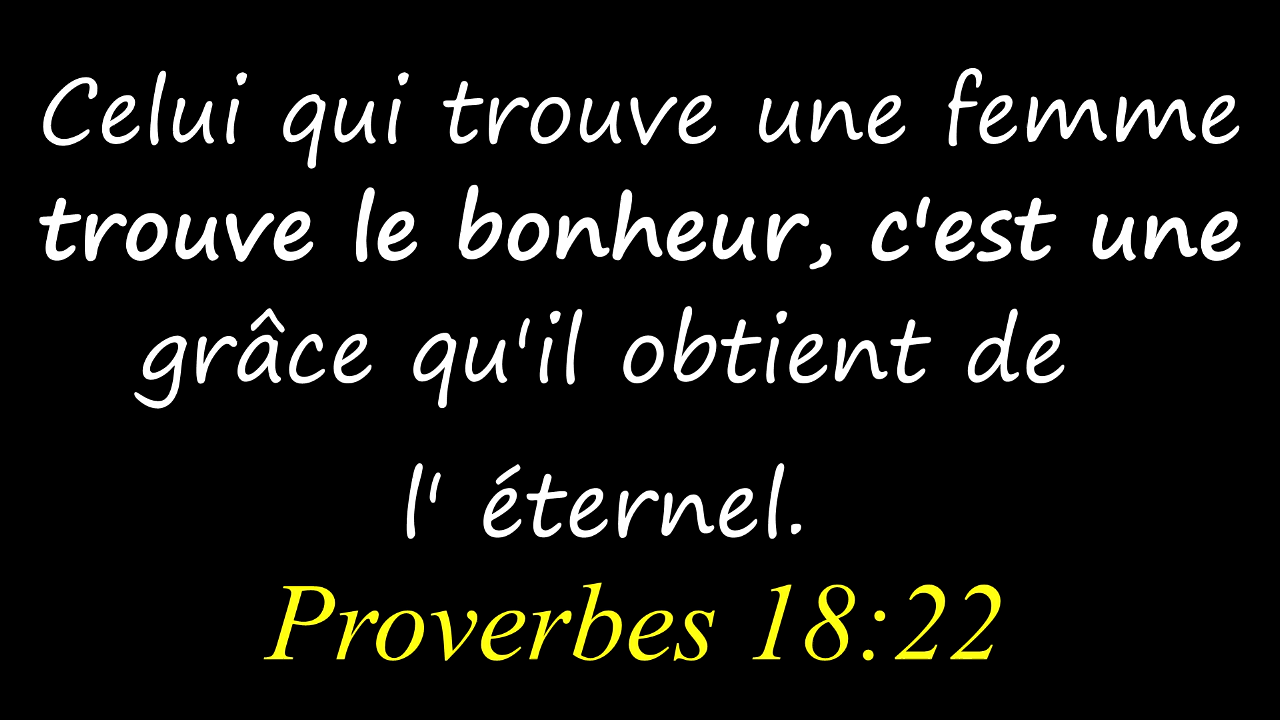 Celui qui trouve une femme
trouve le bonheur, c'est une
grâce qu'il obtient de
l' éternel.
Proverbes 18:22